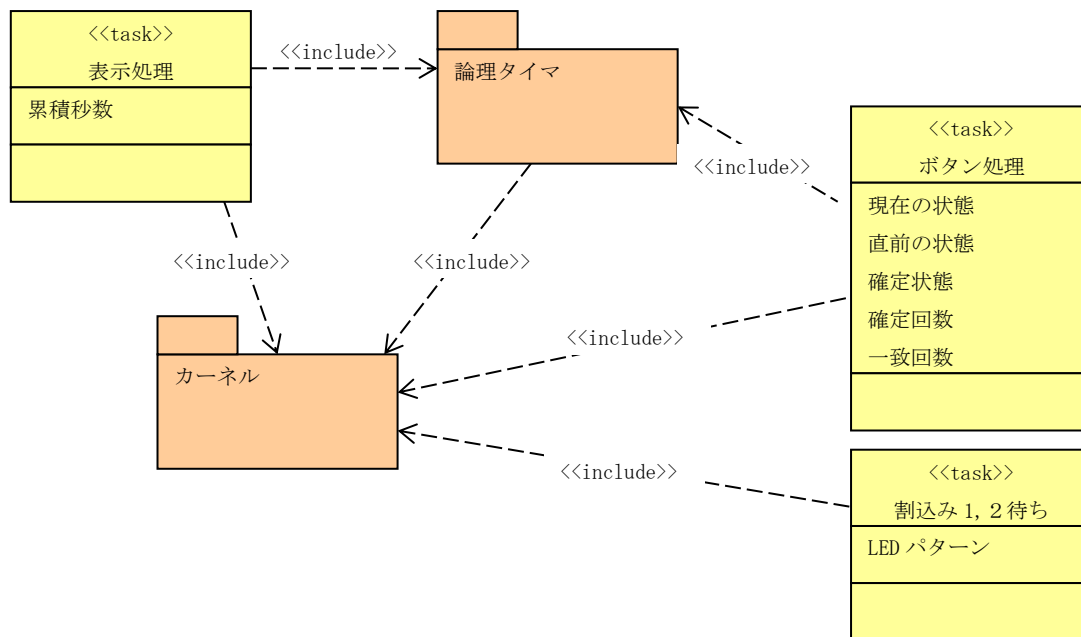 <<task>>
表示処理
累積秒数
<<include>>
論理タイマ
<<task>>
ボタン処理
現在の状態
直前の状態
確定状態
確定回数
一致回数
<<include>>
<<include>>
<<include>>
<<include>>
カーネル
<<include>>
<<task>>
割込み 1, 2 待ち
LED パターン